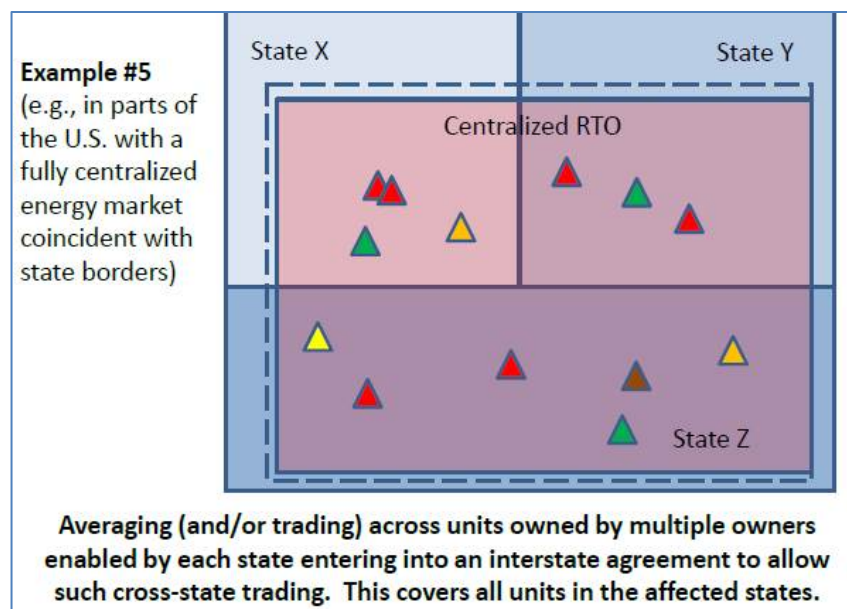 Example #5
(e.g., in parts of
the U.S. with a
fully centralized
energy market
coincident with
state borders)
State X
State Y
Centralized RTO
State Z
Averaging (and/or trading) across units owned by multiple owners
enabled by each state entering into an interstate agreement to allow
such cross-state trading.  This covers all units in the affected states.